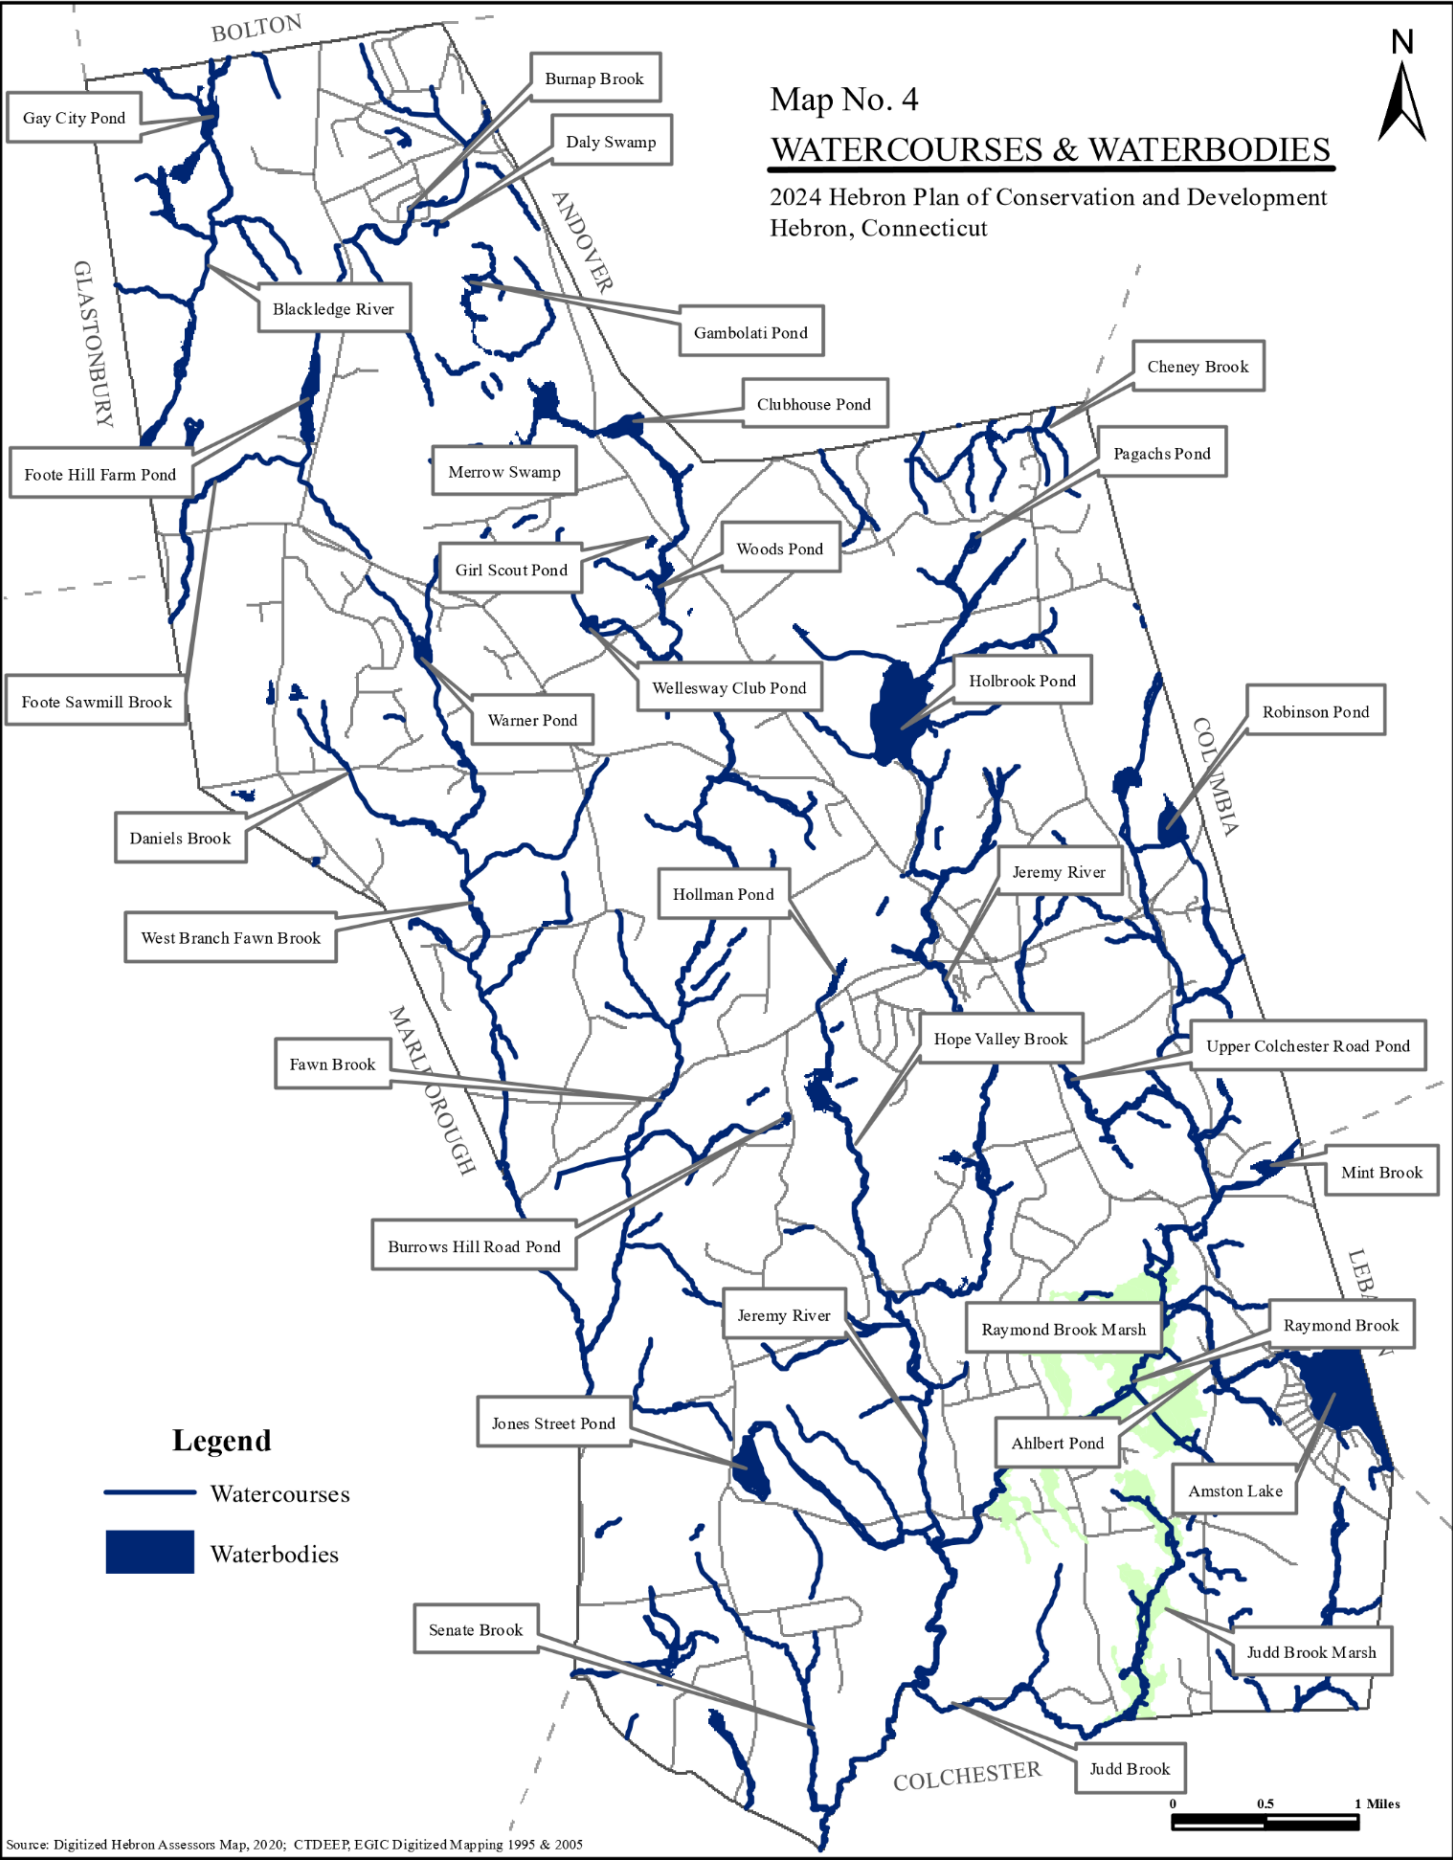 BOLTON
N
Map No. 4
WATERCOURSES & WATERBODIES
2024 Hebron Plan of Conservation and Development
Hebron, Connecticut
Burnap Brook
Gay City Pond
Daly Swamp
ANDOVER
GLASTONBURY
Blackledge River
Gambolati Pond
Cheney Brook
Clubhouse Pond
Pagachs Pond
Foote Hill Farm Pond
Merrow Swamp
Woods Pond
Girl Scout Pond
Foote Sawmill Brook
Wellesway Club Pond
Holbrook Pond
Warner Pond
Robinson Pond
COLUMBIA
Daniels Brook
Jeremy River
Hollman Pond
West Branch Fawn Brook
MARLBOROUGH
Hope Valley Brook
Upper Colchester Road Pond
Fawn Brook
Mint Brook
Burrows Hill Road Pond
LEBA
N
Jeremy River
Raymond Brook Marsh
Raymond Brook
Jones Street Pond
Ahlbert Pond
Amston Lake
Legend
Watercourses
Waterbodies
Senate Brook
Judd Brook Marsh
Judd Brook
COLCHESTER
0 0.5 1 Miles
Source: Digitized Hebron Assessors Map, 2020; CTDEEP, EGIC Digitized Mapping 1995 & 2005